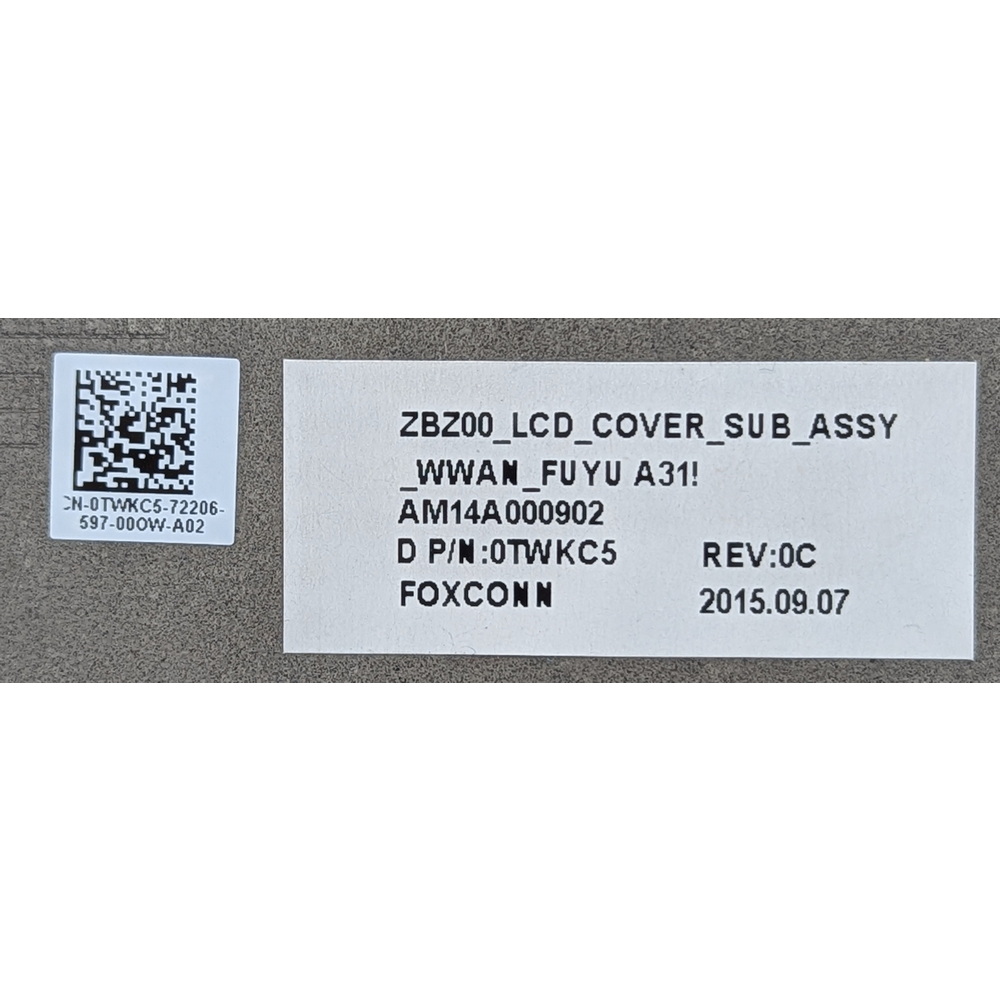 CN-0TWKC5-72206-
597-00OW-A02
ZBZ00_LCD_COVER_SUB_ASSY
_WWAN_FUYU A31!
AM14A000902
D P/N:0TWKC5 REV:0C
FOXCONN 2015.09.07